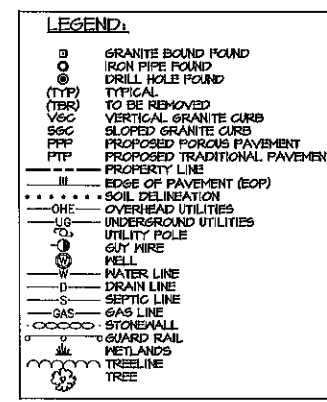 LEGEND:
GRANITE BOUND FOUND
IRON PIPE FOUND
DRILL HOLE FOUND
(TYP) TYPICAL
(TBR) TO BE REMOVED
VGC VERTICAL GRANITE CURB
SGC SLOPED GRANITE CURB
PPP PROPOSED POROUS PAVEMENT
PTP PROPOSED TRADITIONAL PAVEMENT
PROPERTY LINE
EDGE OF PAVEMENT (EOP)
SOIL DELINEATION
OHE OVERHEAD UTILITIES
UG UNDERGROUND UTILITIES
UTILITY POLE
GUY WIRE
W WELL
W WATER LINE
D DRAIN LINE
S SEPTIC LINE
GAS GAS LINE
STONEWALL
GUARD RAIL
WETLANDS
TREELINE
TREE